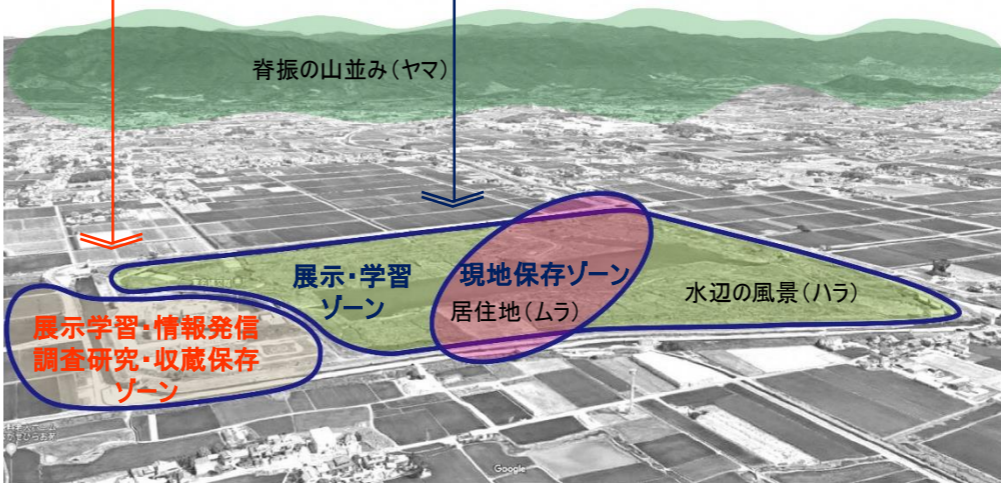 脊振の山並み(ヤマ)
展示・学習
ゾーン
現地保存ゾーン
居住地(ムラ)
水辺の風景(ハラ)
展示学習・情報発信
調査研究・収蔵保存
ゾーン
Google